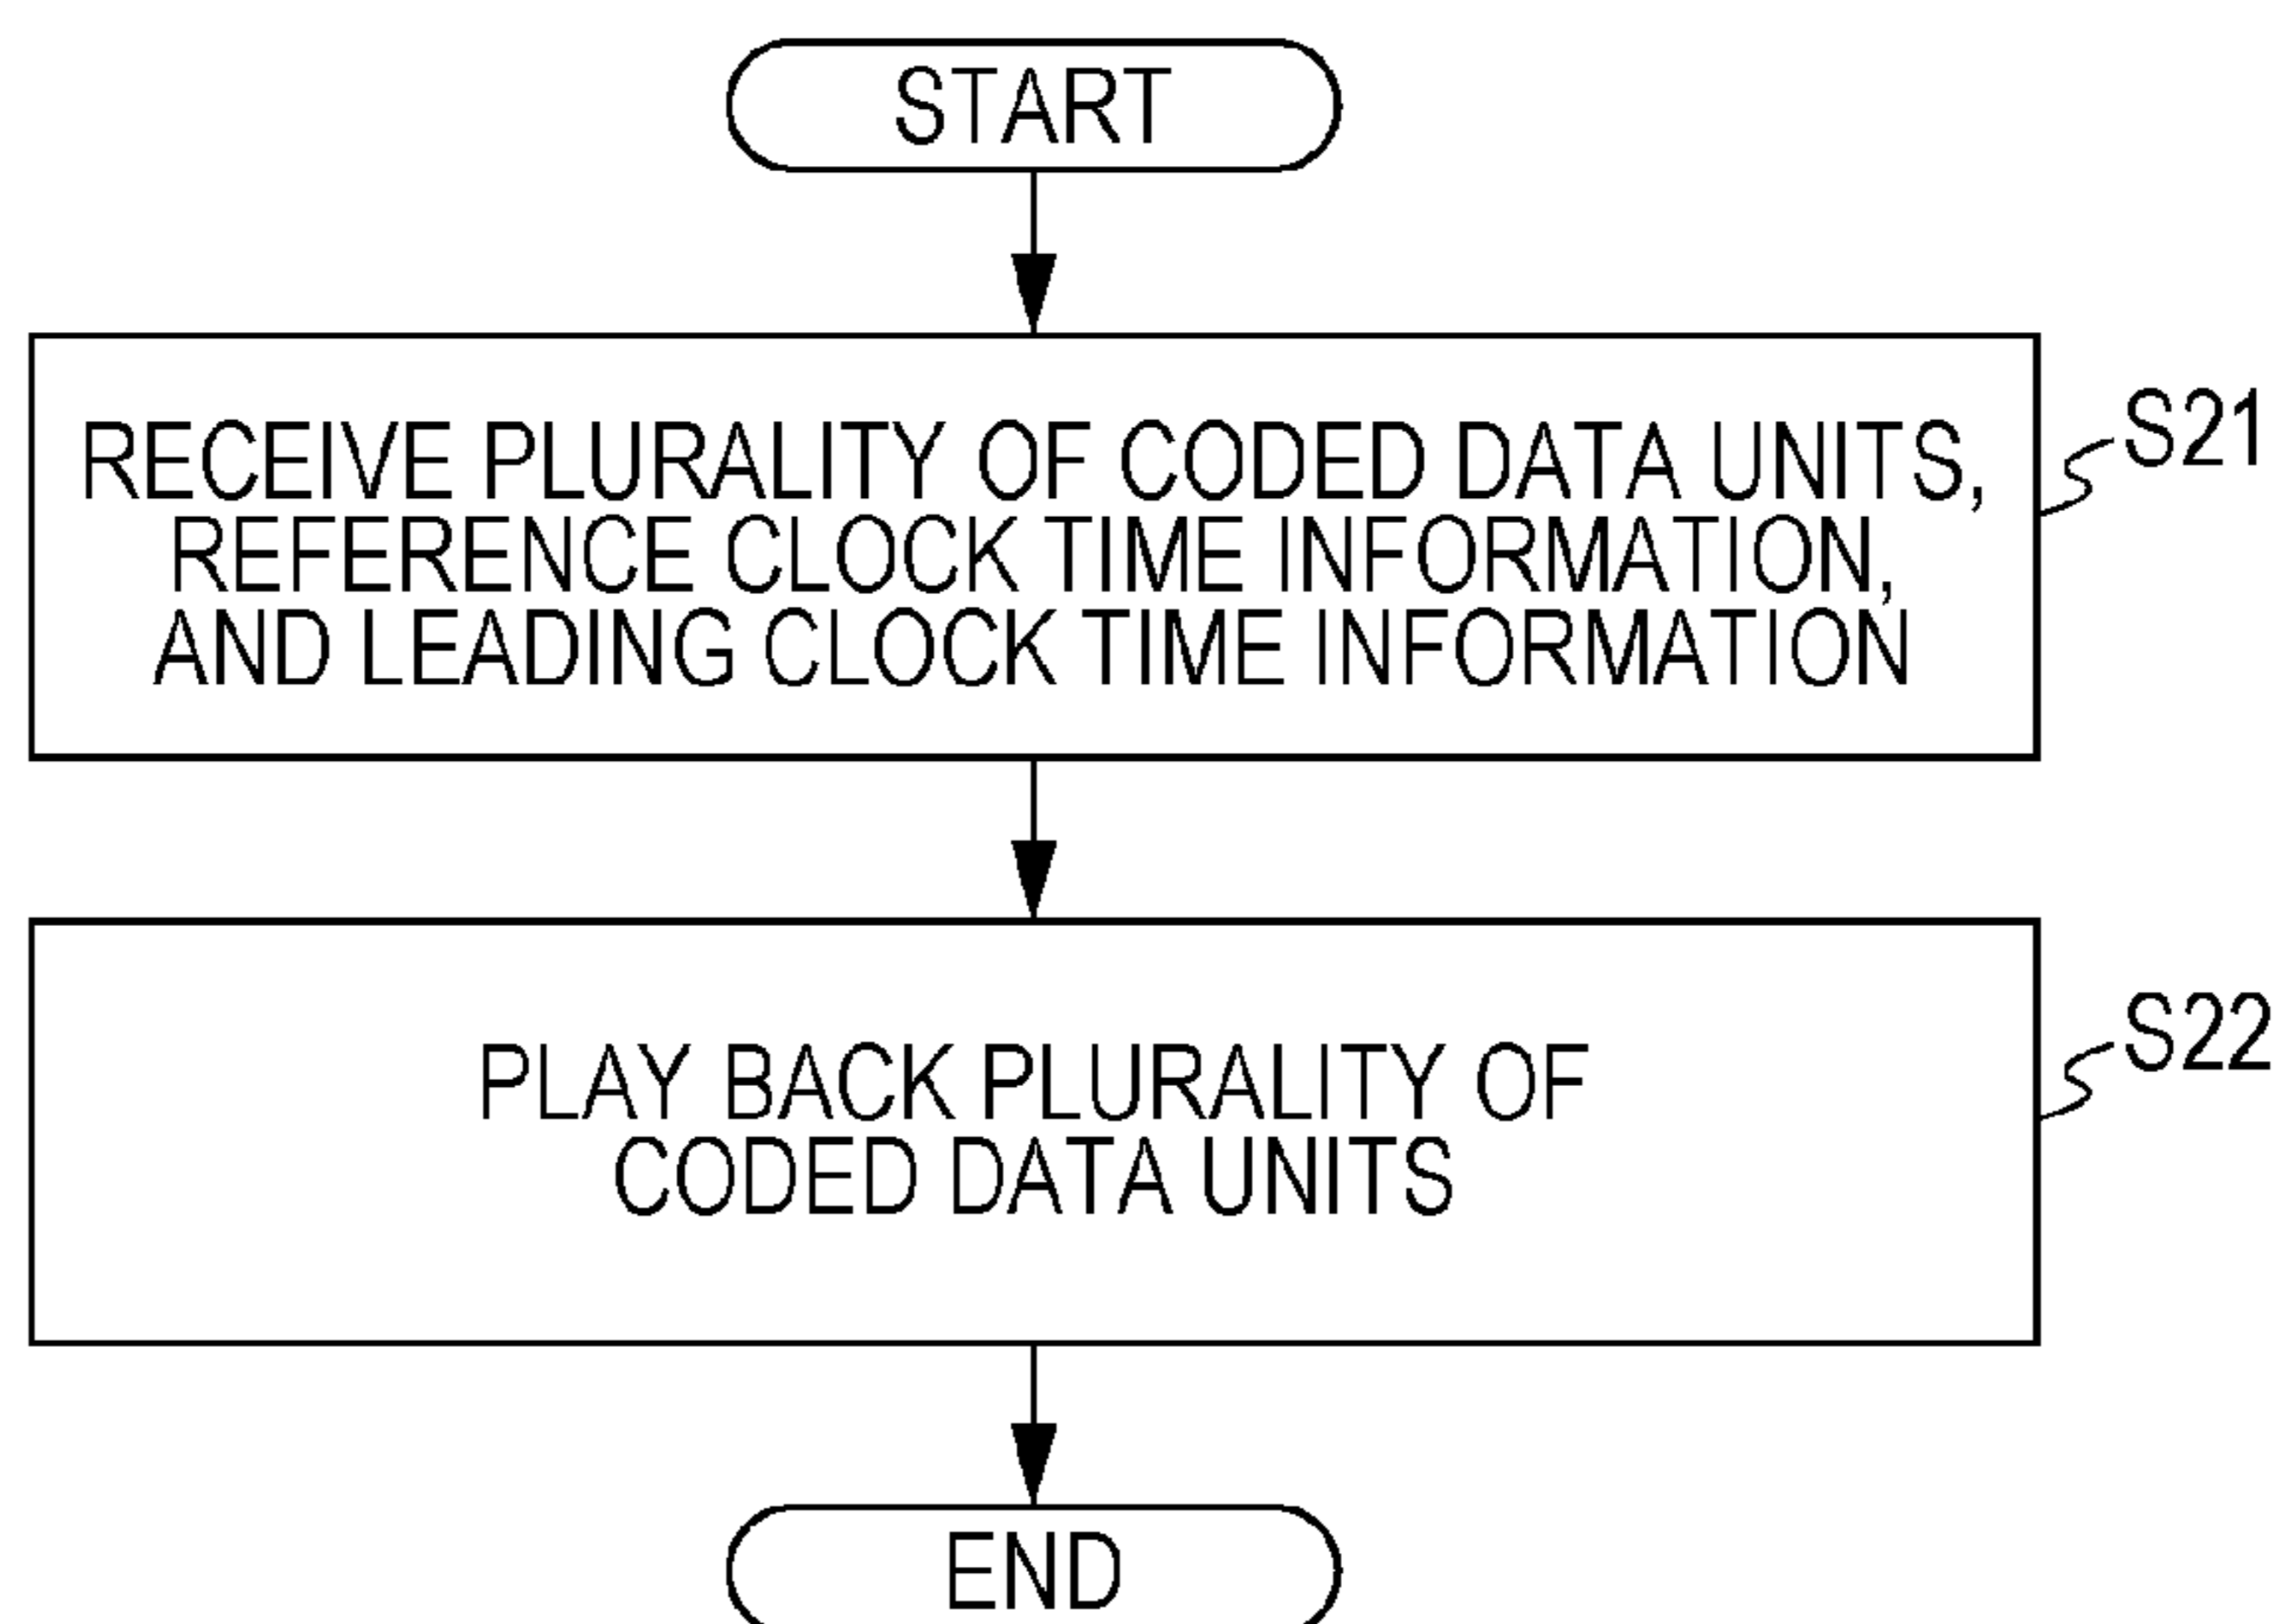 START
RECEIVE PLURALITY OF CODED DATA UNITS,
REFERENCE CLOCK TIME INFORMATION,
AND LEADING CLOCK TIME INFORMATION
S21
PLAY BACK PLURALITY OF
CODED DATA UNITS
S22
END